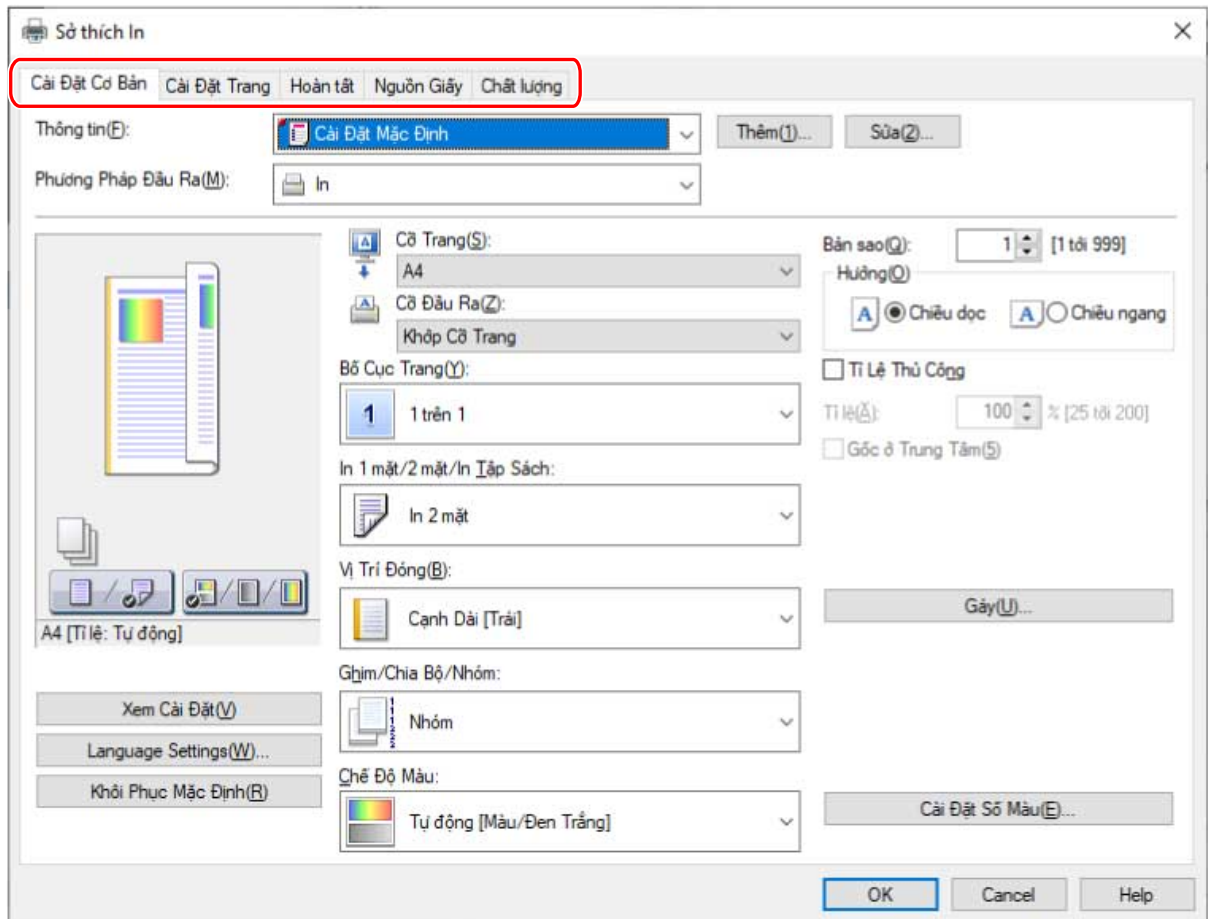 Sở thích In
Cài Đặt Cơ Bản Cài Đặt Trang Hoàn tất Nguồn Giấy Chất lượng
Thông tin(F): Cài Đặt Mặc Định Thêm(1)... Sửa(2)...
Phương Pháp Đầu Ra(M): In
Cỡ Trang(S):
A4
Cỡ Đầu Ra(Z):
Khớp Cỡ Trang
Bố Cục Trang(Y):
1 1 trên 1
In 1 mặt/2 mặt/In Tập Sách:
In 2 mặt
Vị Trí Đóng(B):
Cạnh Dài [Trái]
Ghim/Chia Bộ/Nhóm:
Nhóm
Chế Độ Màu:
Tự động [Màu/Đen Trắng]
Bản sao(Q): 1 [1 tới 999]
Hướng(O)
A Chiều dọc A Chiều ngang
Tỉ Lệ Thủ Công
Tỉ lệ(Ă): 100 % [25 tới 200]
Gốc ở Trung Tâm(5)
Gáy(U)...
Cài Đặt Số Màu(E)...
A4 [Tỉ lệ: Tự động]
Xem Cài Đặt(V)
Language Settings(W)...
Khôi Phục Mặc Định(R)
OK Cancel Help